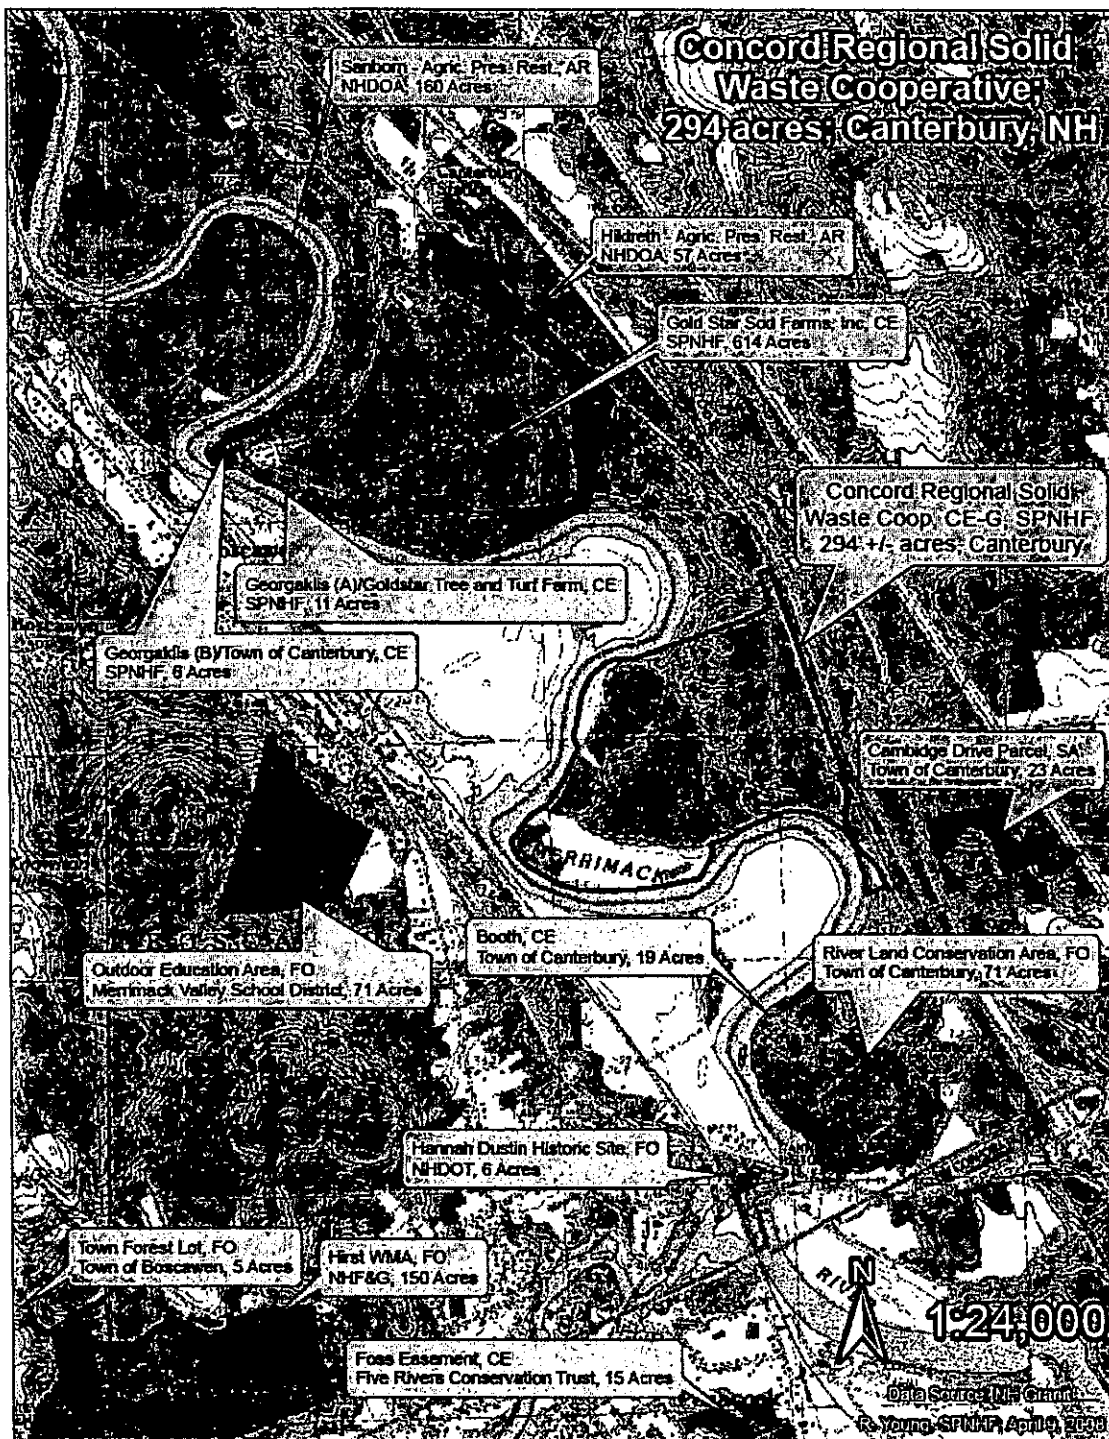 Concord Regional Solid
Waste Cooperative;
294 acres; Canterbury, NH
Sanborn - Agric. Pres. Rest., AR
NHDOA, 160 Acres
Canterbury
Hildreth - Agric. Pres. Rest., AR
NHDOA, 57 Acres
Gold Star Sod Farms, Inc, CE
SPNHF, 614 Acres
Concord Regional Solid
Waste Coop, CE-G, SPNHF
294 +/- acres, Canterbury
Georgaklis (A)/Goldstar Tree and Turf Farm, CE
SPNHF, 11 Acres
Georgaklis (B)/Town of Canterbury, CE
SPNHF, 6 Acres
Cambidge Drive Parcel, SA
Town of Canterbury, 23 Acres
MERRIMACK
Booth, CE
Town of Canterbury, 19 Acres
River Land Conservation Area, FO
Town of Canterbury, 71 Acres
Outdoor Education Area, FO
Merrimack Valley School District, 71 Acres
Hannah Dustin Historic Site, FO
NHDOT, 6 Acres
Town Forest Lot, FO
Town of Boscawen, 5 Acres
Hirst WMA, FO
NHF&G, 150 Acres
N
1:24,000
Foss Easement, CE
Five Rivers Conservation Trust, 15 Acres
Data Source: NH Granit
R. Young, SPNHF, April 9, 2008